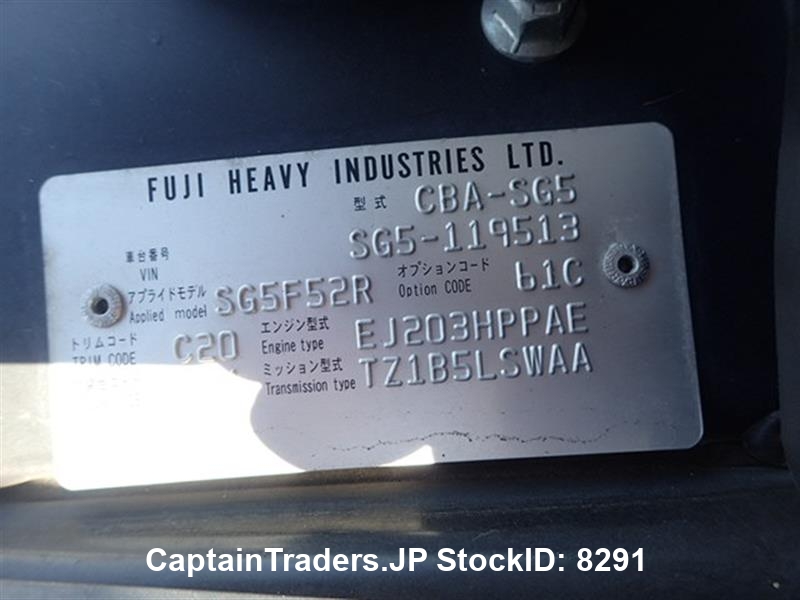 FUJI HEAVY INDUSTRIES LTD.
型式 CBA-SG5
車台番号 SG5-119513
VIN
アプライドモデル SG5F52R オプションコード b1C
Applied model Option CODE
トリムコード C20 エンジン型式 EJ203HPPAE
TRIM CODE Engine type
ミッション型式 TZ1B5LSWAA
Transmission type
CaptainTraders.JP StockID: 8291